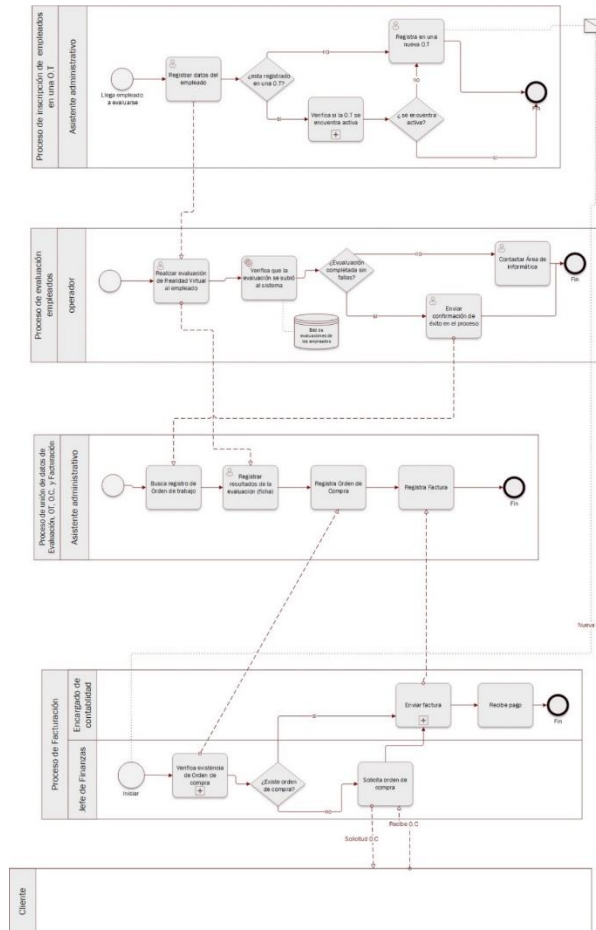 Proceso de inscripción de empleados
en una O.T
Asistente administrativo
Llega empleado
a evaluarse
Registrar datos del
empleado
¿esta registrado
en una O.T?
NO
SI
Registra en una
nueva O.T
Verifica si la O.T se
encuentra activa
¿ se encuentra
activa?
NO
SI
Fin
Proceso de evaluación
empleados
operador
Realizar evaluación
de Realidad Virtual
al empleado
Verifica que la
evaluación se subió
al sistema
Bdd de
evaluaciones de
los empleados
¿Evaluación
completada sin
fallas?
NO
SI
Contactar Área de
Informática
Enviar
confirmación de
éxito en el proceso
Fin
Proceso de unión de datos de
Evaluación, OT, O.C. y Facturación
Asistente administrativo
Busca registro de
Orden de trabajo
Registrar
resultados de la
evaluación (ficha)
Registra Orden de
Compra
Registra Factura
Fin
Nueva
Proceso de Facturación
Encargado de
contabilidad
Jefe de Finanzas
Iniciar
Verifica existencia
de Orden de
compra
¿Existe orden
de compra?
SI
NO
Enviar factura
Recibe pago
Fin
Solicita orden de
compra
Solicitud O.C
Recibe O.C
Cliente